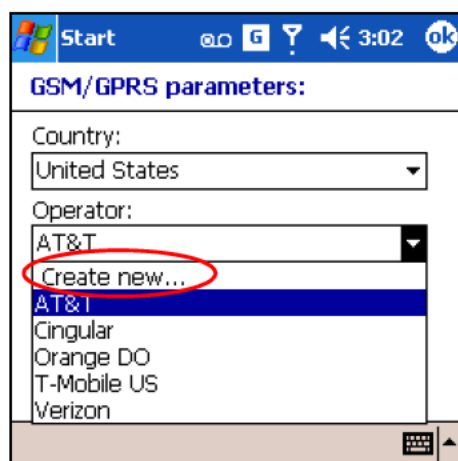 Start G 3:02 ok
GSM/GPRS parameters:
Country:
United States
Operator:
AT&T
Create new...
AT&T
Cingular
Orange DO
T-Mobile US
Verizon